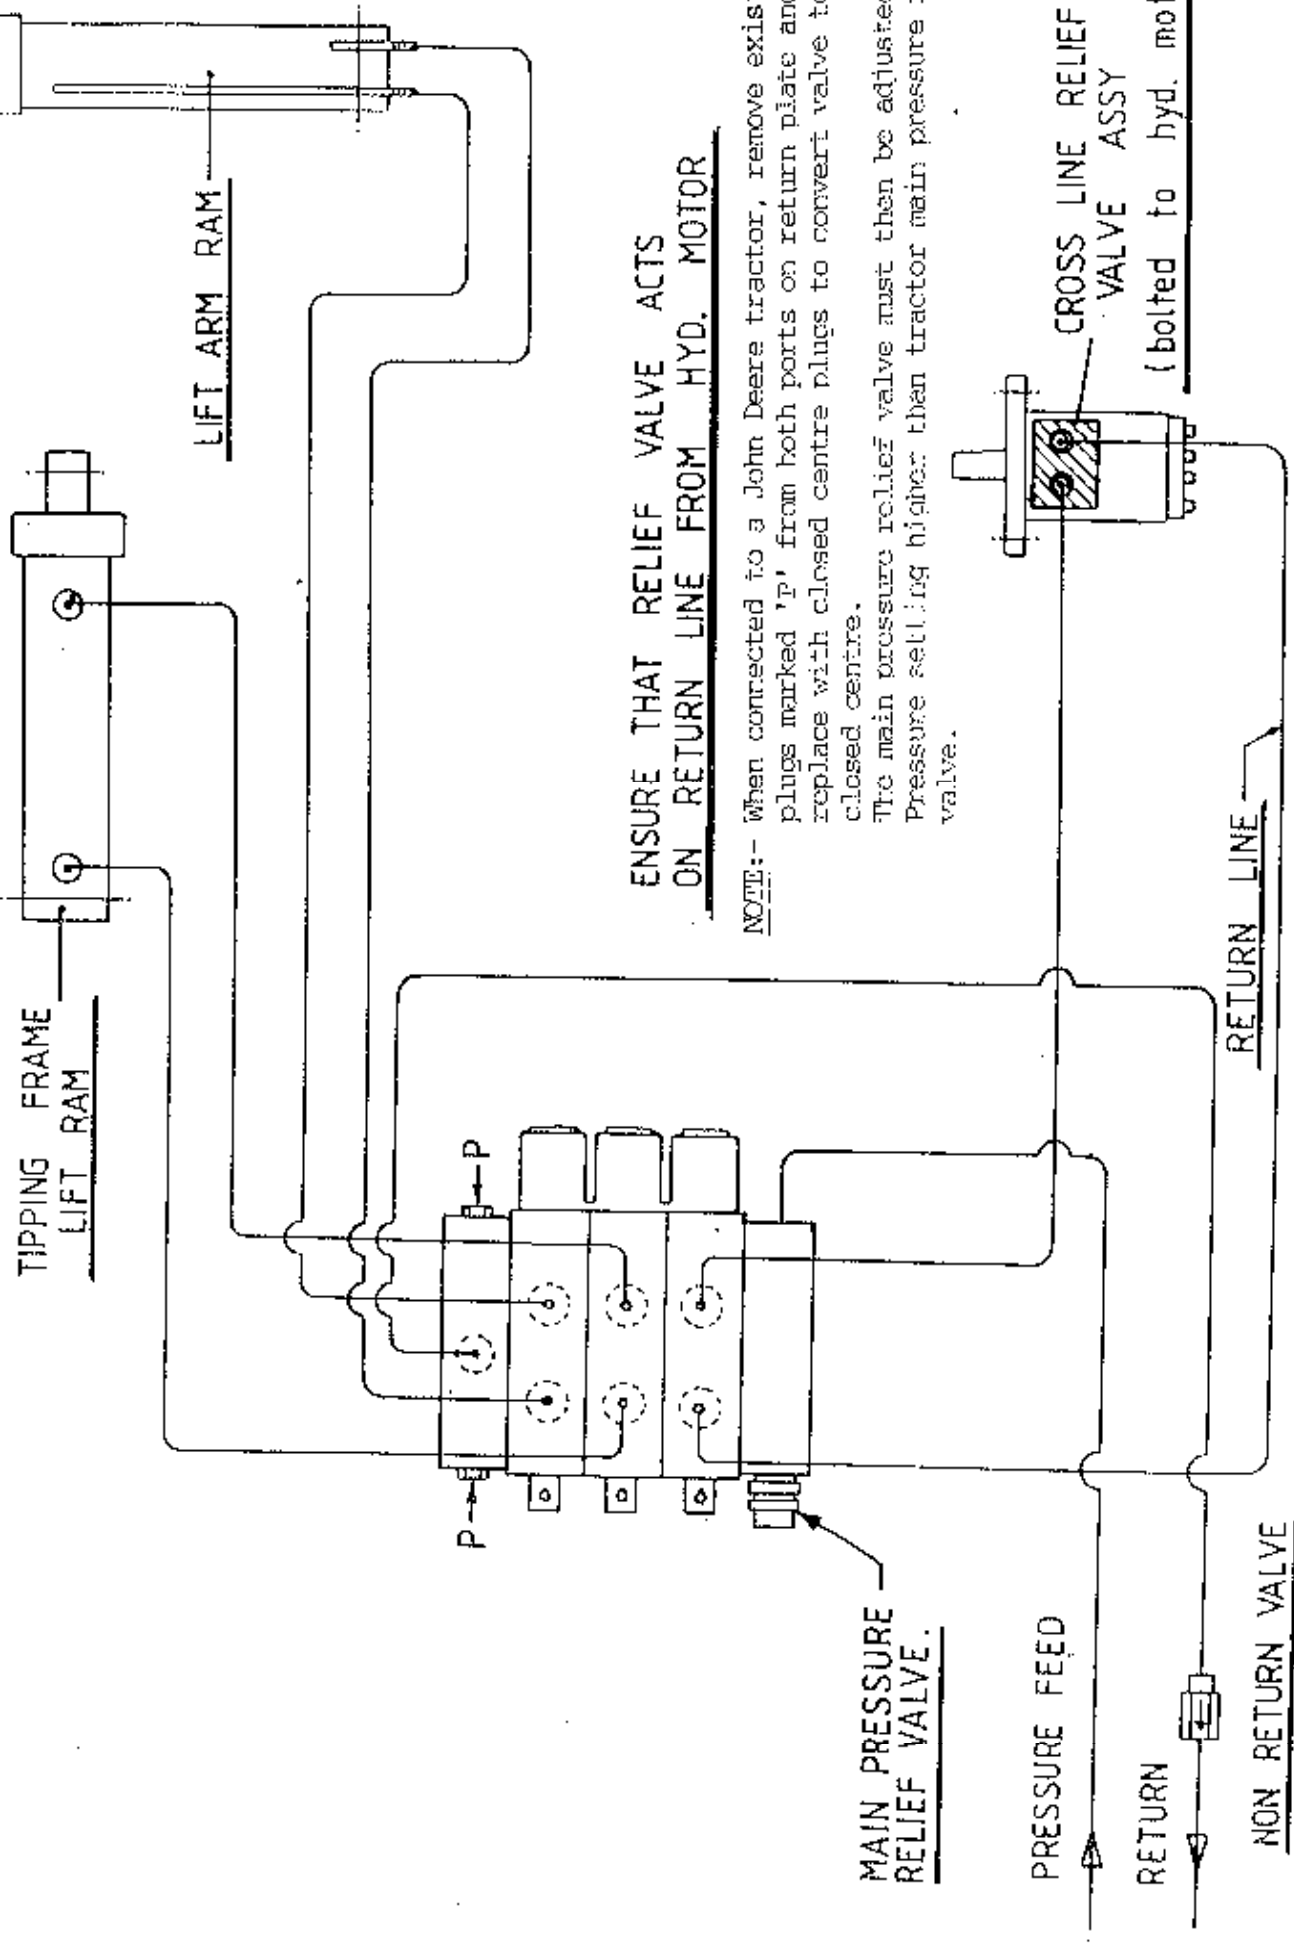 LIFT ARM RAM
TIPPING FRAME
LIFT RAM
P
P
ENSURE THAT RELIEF VALVE ACTS
ON RETURN LINE FROM HYD. MOTOR
NOTE:- When connected to a John Deere tractor, remove exis
plugs marked 'P' from both ports on return plate and
replace with closed centre plugs to convert valve to
closed centre.
The main pressure relief valve must then be adjusted
Pressure setting higher than tractor main pressure
valve.
CROSS LINE RELIEF
VALVE ASSY
(bolted to hyd. mot
RETURN LINE
MAIN PRESSURE
RELIEF VALVE.
PRESSURE FEED
RETURN
NON RETURN VALVE